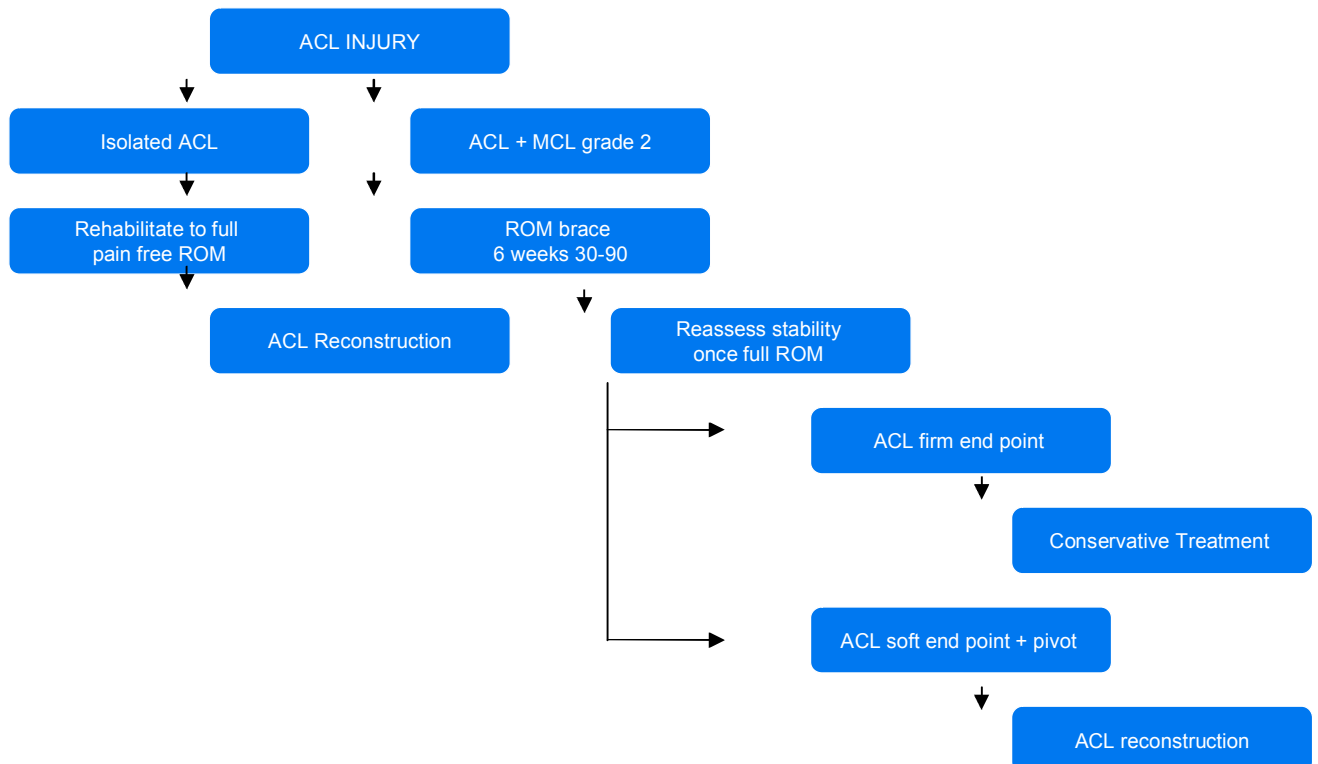 ACL INJURY
Isolated ACL
ACL + MCL grade 2
Rehabilitate to full
pain free ROM
ROM brace
6 weeks 30-90
ACL Reconstruction
Reassess stability
once full ROM
ACL firm end point
Conservative Treatment
ACL soft end point + pivot
ACL reconstruction